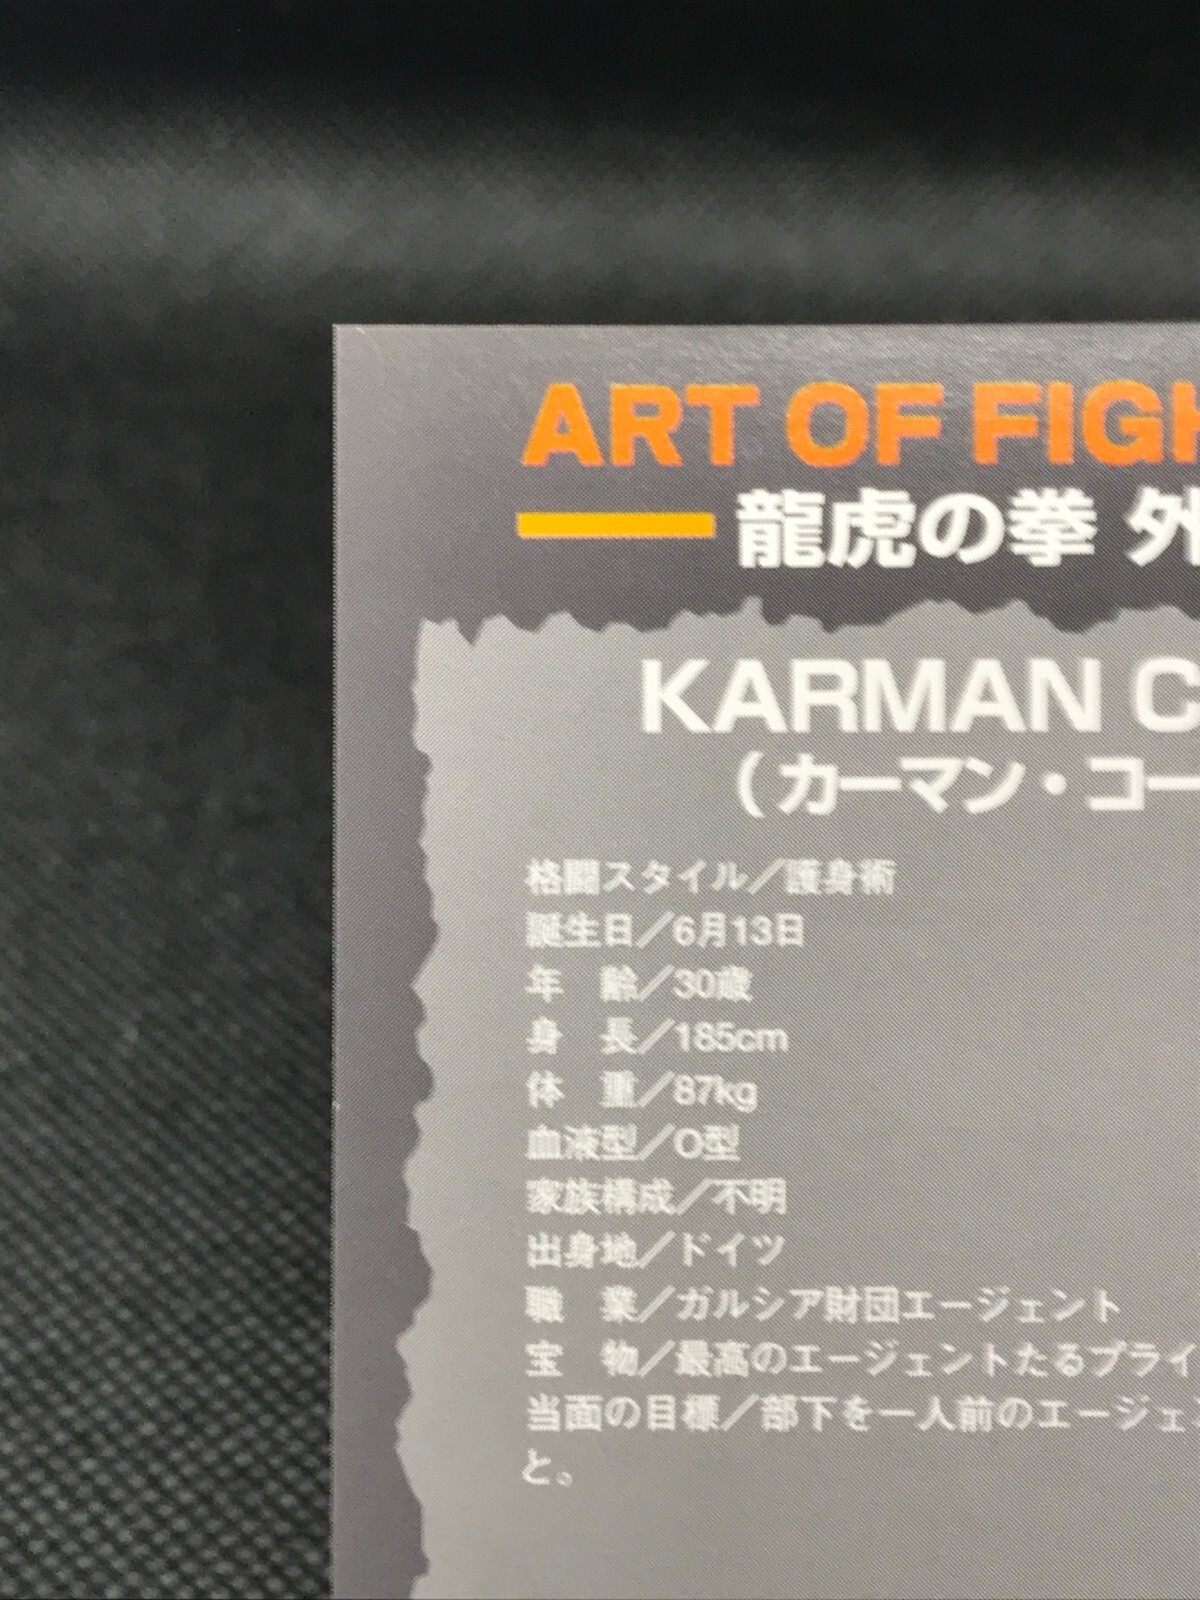 ART OF FIGH
龍虎の拳 外
KARMAN C
(カーマン・コー
格闘スタイル／護身術
誕生日／6月13日
年　齢／30歳
身　長／185cm
体　重／87kg
血液型／O型
家族構成／不明
出身地／ドイツ
職　業／ガルシア財団エージェント
宝　物／最高のエージェントたるプライ
当面の目標／部下を一人前のエージェ
と。